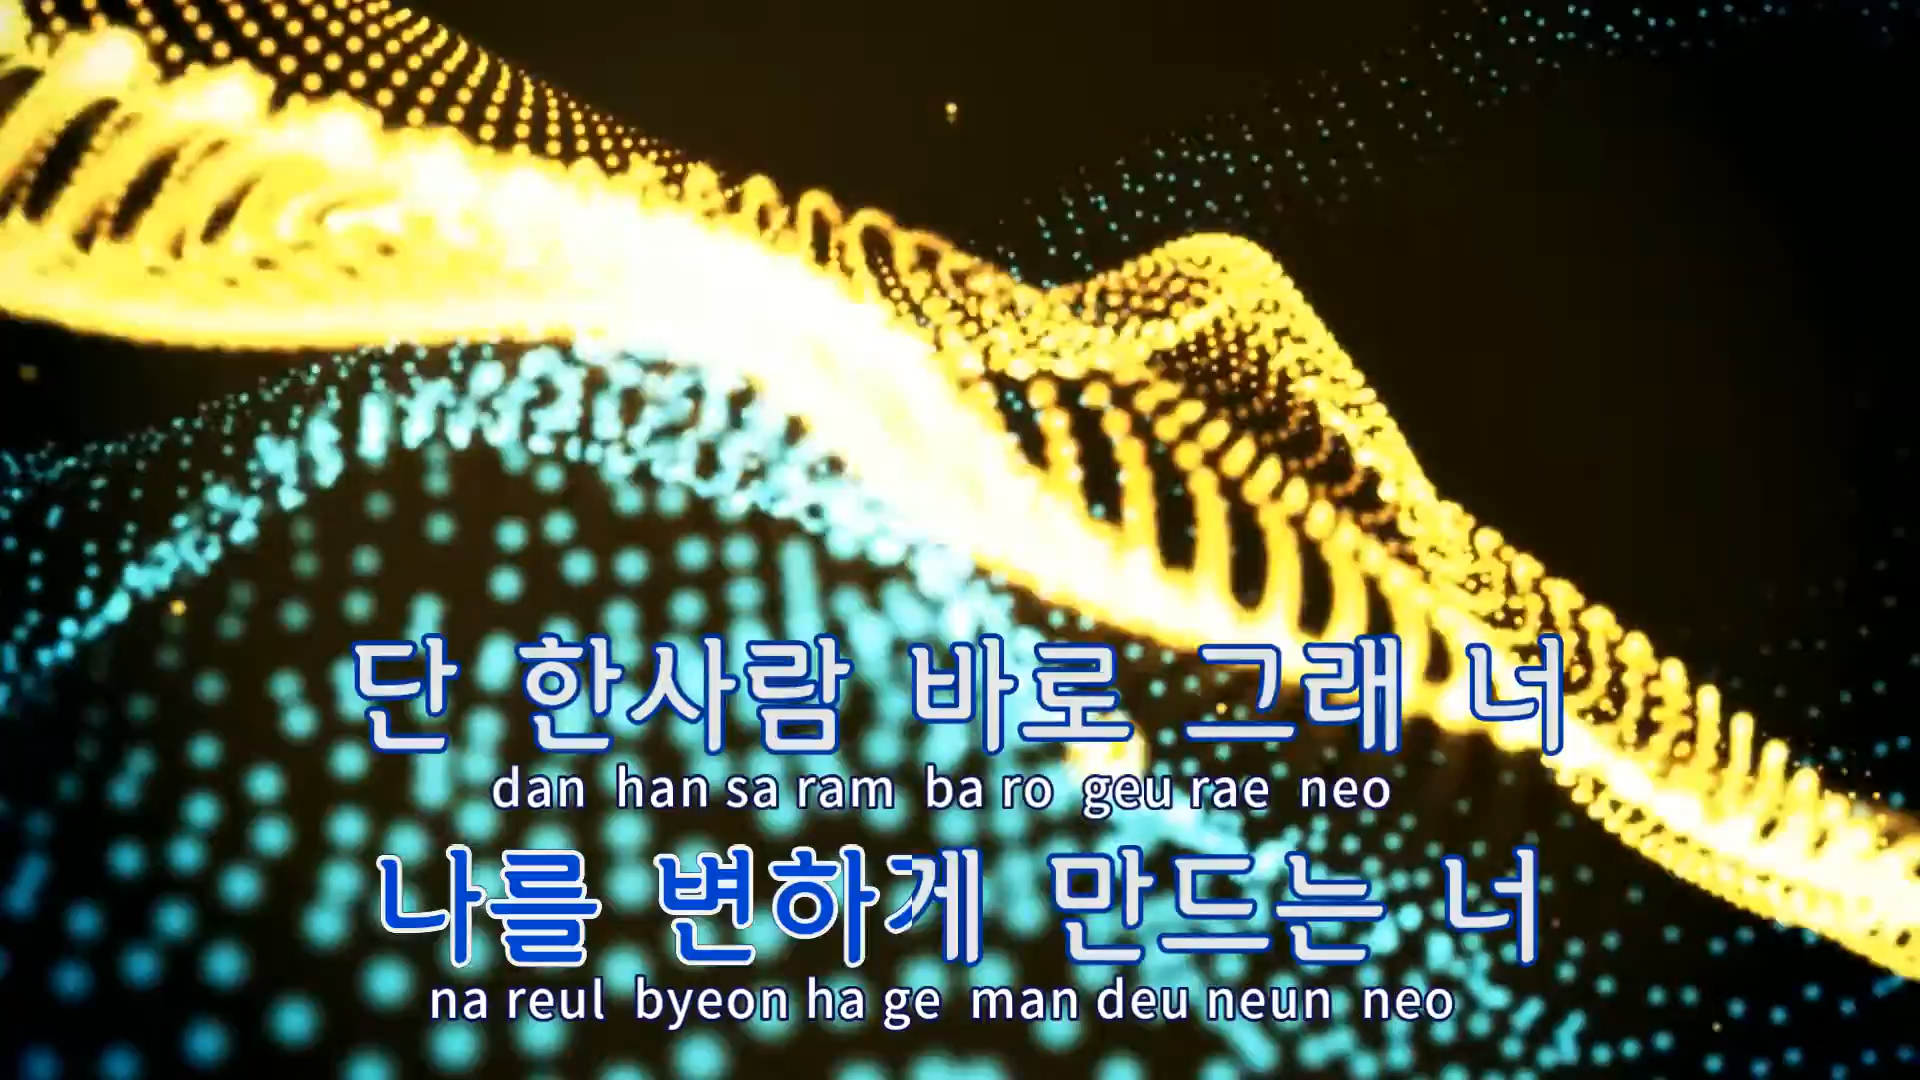 단 한사람 바로 그래 너
dan han sa ram ba ro geu rae neo
나를 변하게 만드는 너
na reul byeon ha ge man deu neun neo